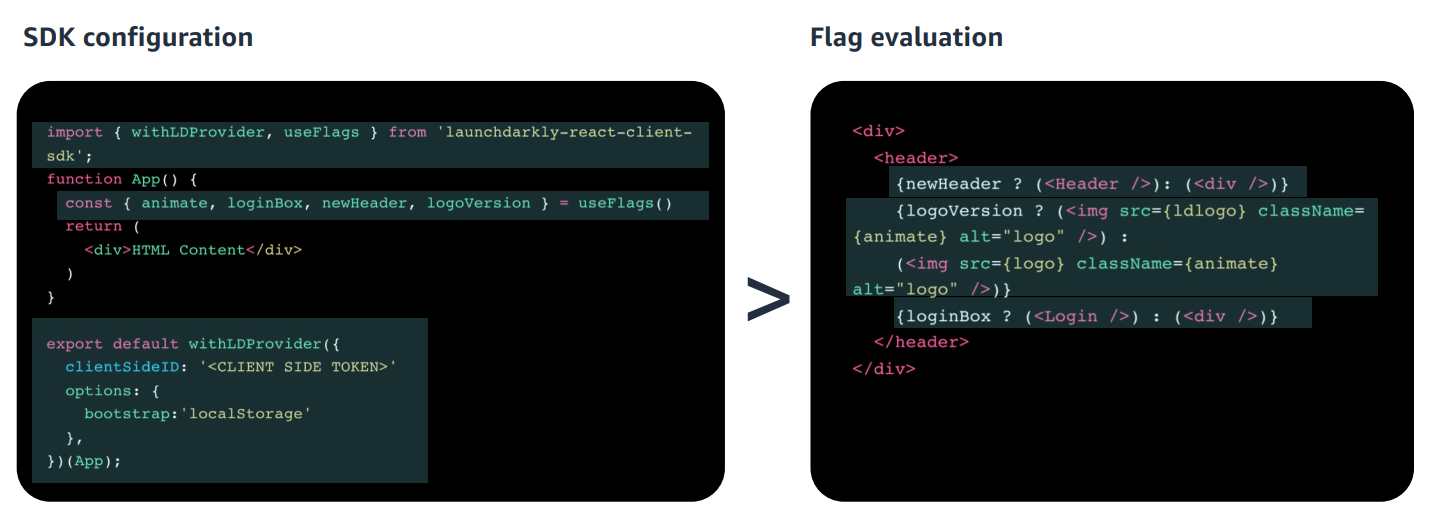 SDK configuration
import { withLDProvider, useFlags } from 'launchdarkly-react-client-
sdk';
function App() {
const { animate, loginBox, newHeader, logoVersion } = useFlags()
return (
<div>HTML Content</div>
)
}
export default withLDProvider({
clientSideID: '<CLIENT SIDE TOKEN>'
options: {
bootstrap:'localStorage'
},
})(App);
>
Flag evaluation
<div>
<header>
{newHeader ? (<Header />): (<div />)}
{logoVersion ? (<img src={ldlogo} className=
{animate} alt="logo" />) :
(<img src={logo} className={animate}
alt="logo" />)}
{loginBox ? (<Login />) : (<div />)}
</header>
</div>